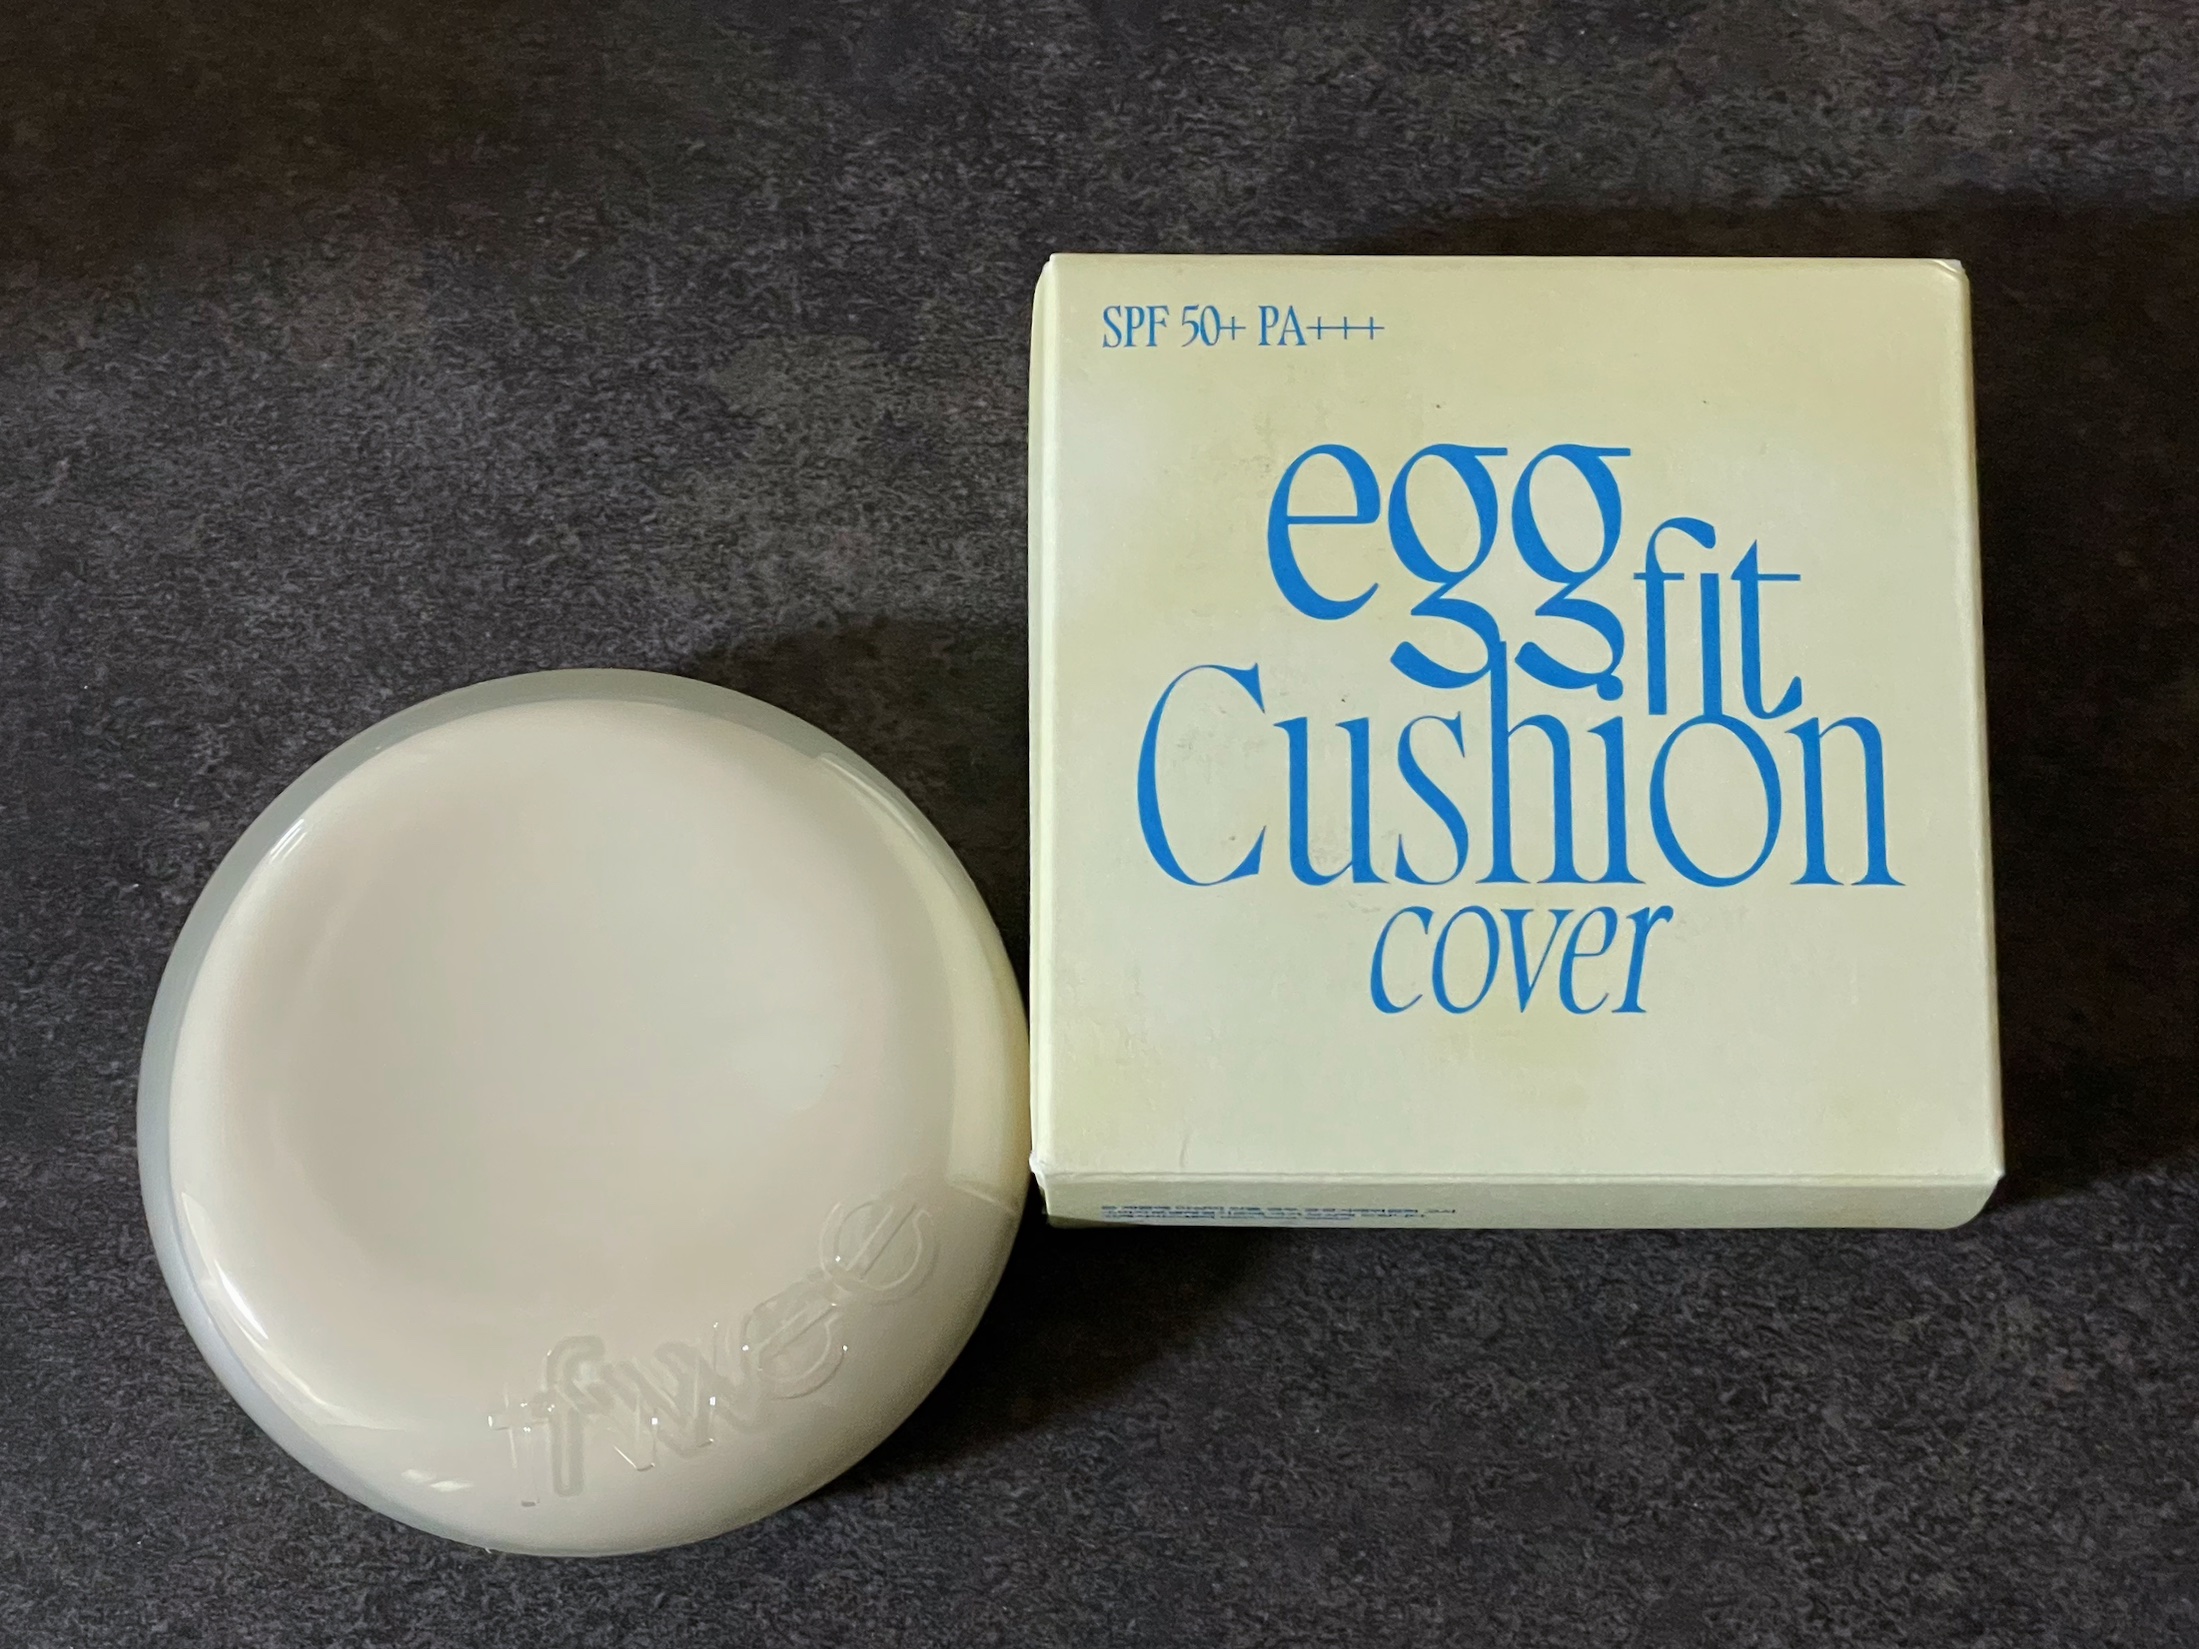 SPF 50+ PA+++
egg
fit
Cushion
cover
fwee